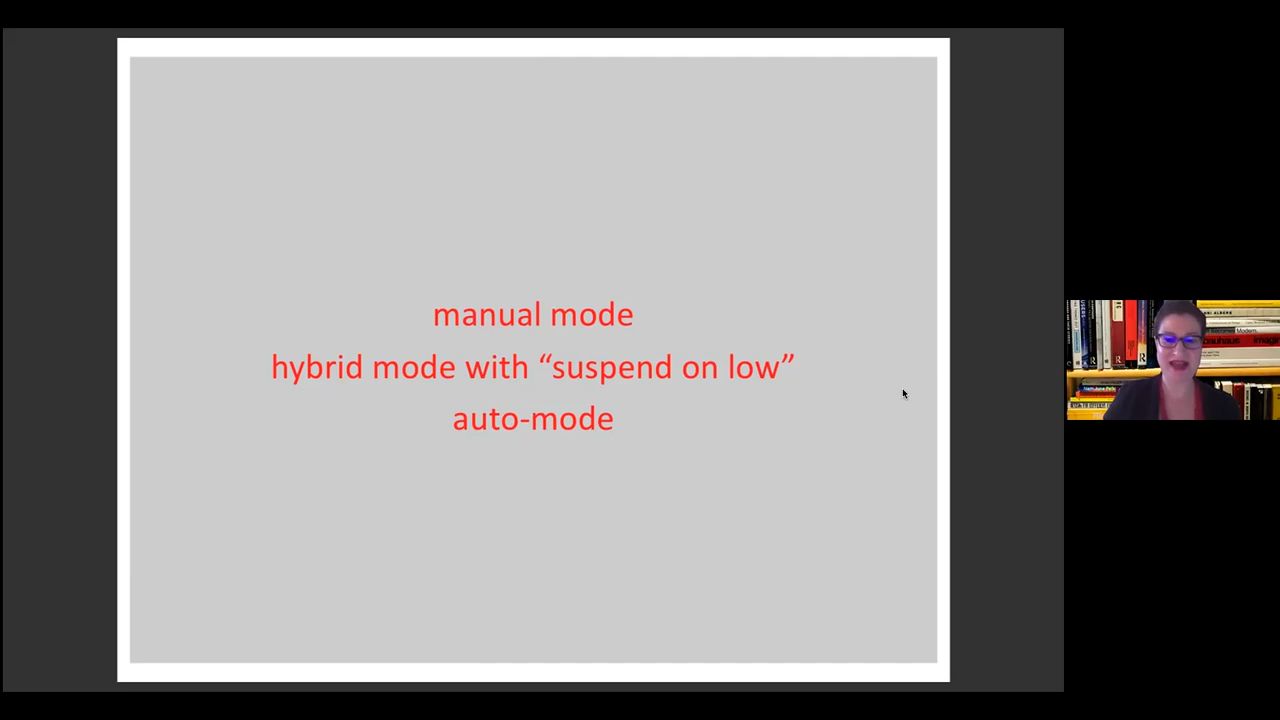 manual mode
hybrid mode with “suspend on low”
auto-mode